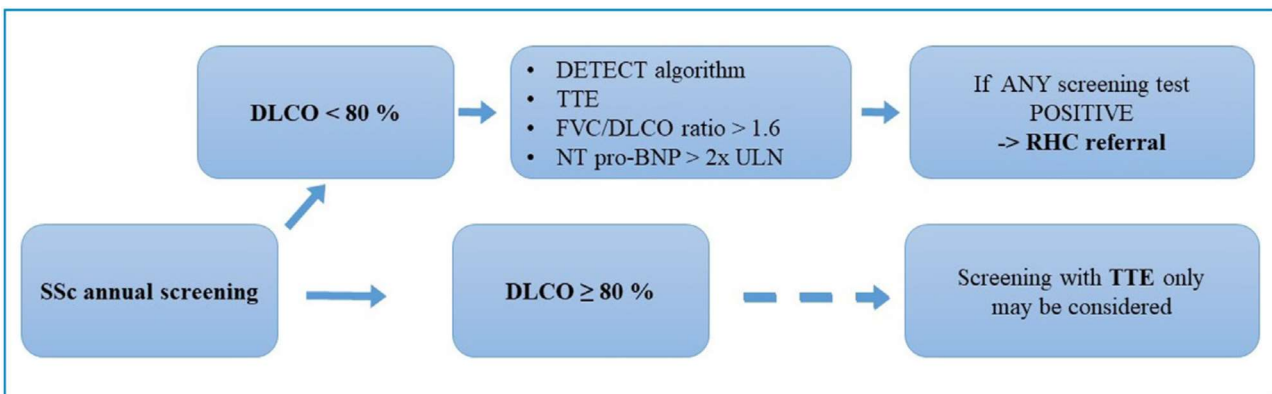 DLCO < 80 %
• DETECT algorithm
• TTE
• FVC/DLCO ratio > 1.6
• NT pro-BNP > 2x ULN
If ANY screening test
POSITIVE
-> RHC referral
SSc annual screening
DLCO ≥ 80 %
Screening with TTE only
may be considered